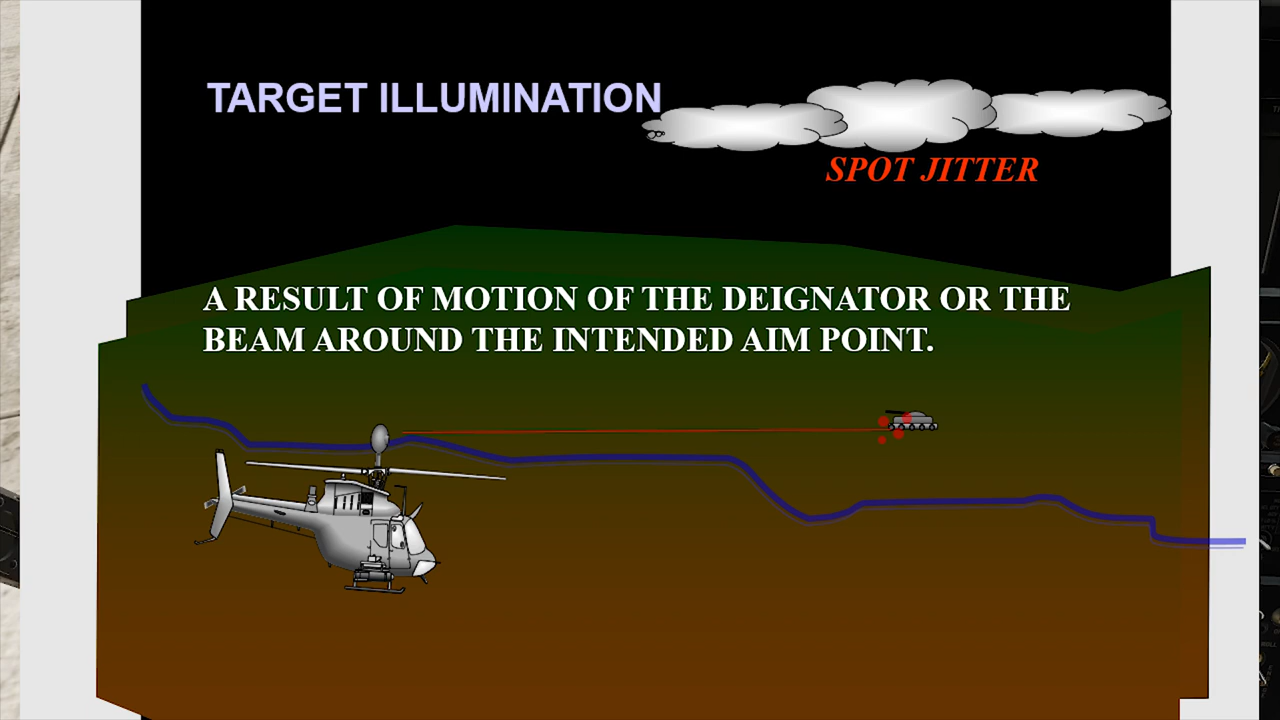 TARGET ILLUMINATION
SPOT JITTER
A RESULT OF MOTION OF THE DEIGNATOR OR THE
BEAM AROUND THE INTENDED AIM POINT.